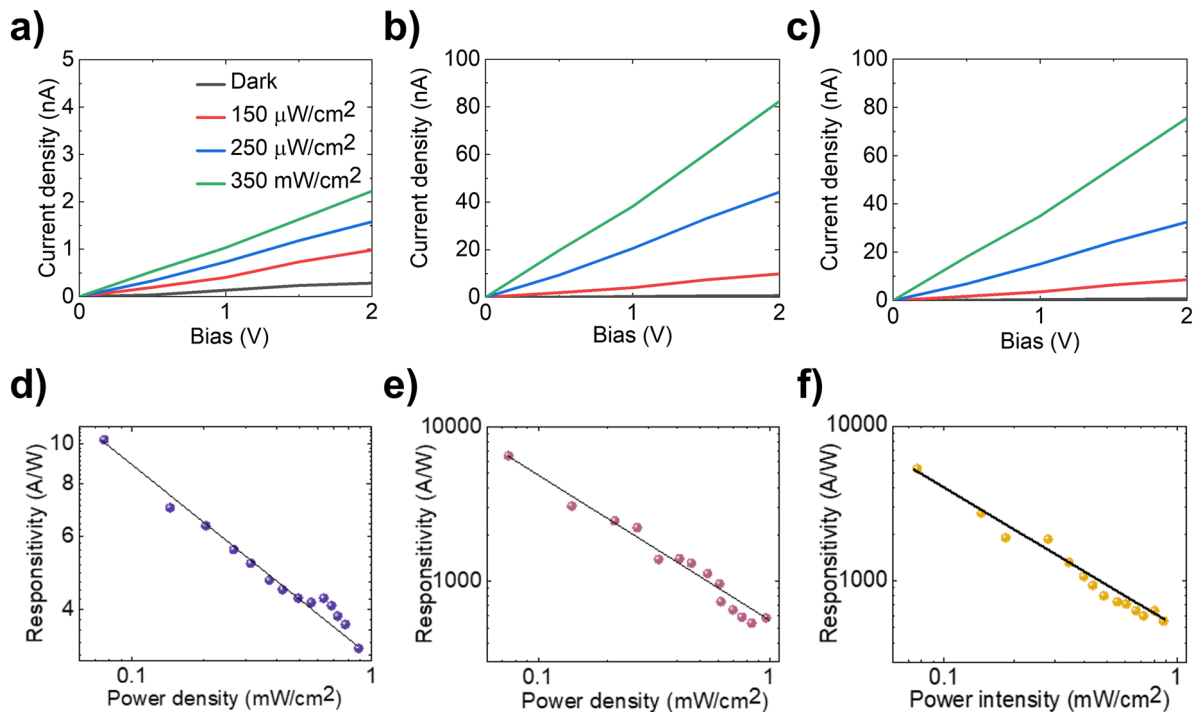 a)
Current density (nA)
5
4
3
2
1
0
0
1
2
Bias (V)
Dark
150 μW/cm2
250 μW/cm2
350 mW/cm2
b)
Current density (nA)
100
80
60
40
20
0
0
1
2
Bias (V)
c)
Current density (nA)
100
80
60
40
20
0
0
1
2
Bias (V)
d)
Responsitivity (A/W)
10
8
6
4
0.1
1
Power density (mW/cm2)
e)
Responsitivity (A/W)
10000
1000
0.1
1
Power density (mW/cm2)
f)
Responsitivity (A/W)
10000
1000
0.1
1
Power intensity (mW/cm2)